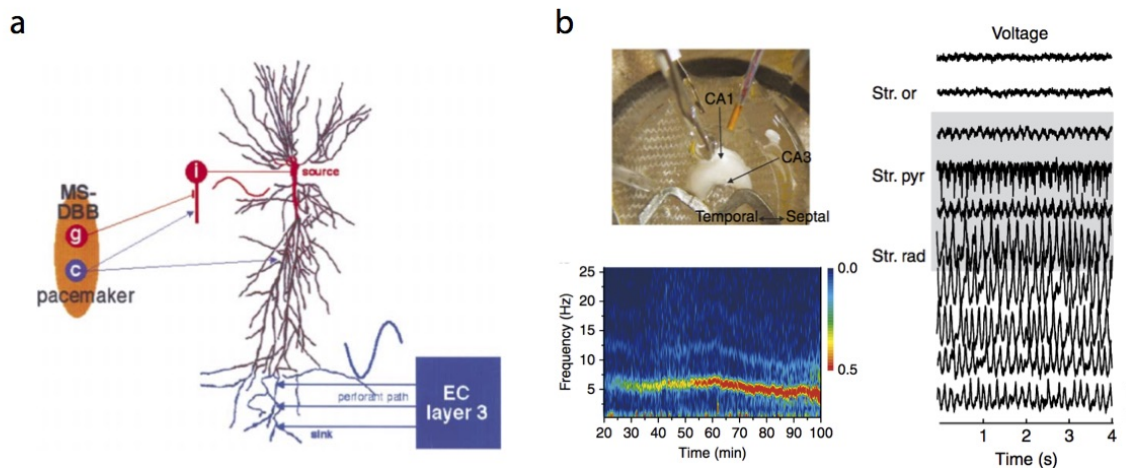 a
MS-
DBB
g
c
pacemaker
i
source
perforant path
sink
EC
layer 3
b
CA1
CA3
Temporal
Septal
25
20
15
10
5
Frequency (Hz)
20 30 40 50 60 70 80 90 100
Time (min)
0.0
0.5
Voltage
Str. or
Str. pyr
Str. rad
1 2 3 4
Time (s)